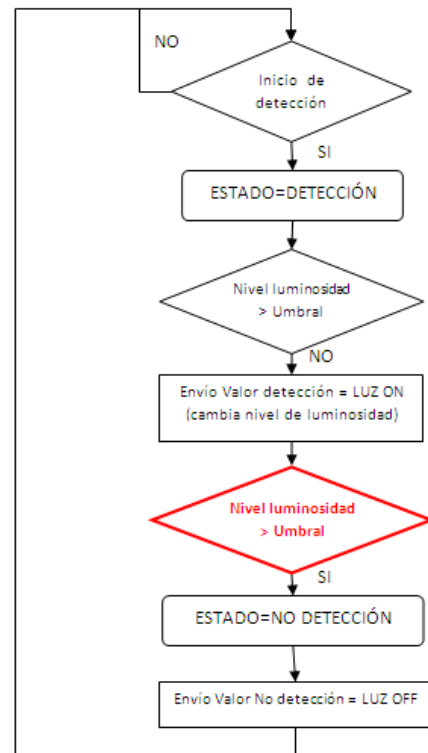 NO
Inicio de
detección
SI
ESTADO=DETECCIÓN
Nivel luminosidad
> Umbral
NO
Envío Valor detección = LUZ ON
(cambia nivel de luminosidad)
Nivel luminosidad
> Umbral
SI
ESTADO=NO DETECCIÓN
Envío Valor No detección = LUZ OFF